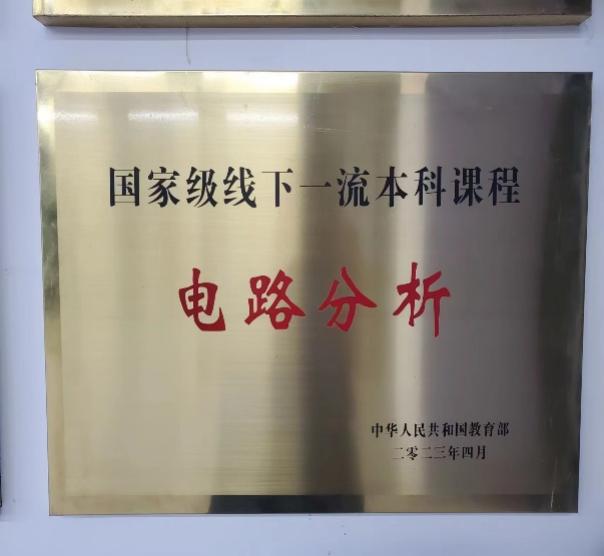 国家级线下一流本科课程
电路分析
中华人民共和国教育部
二零二三年四月